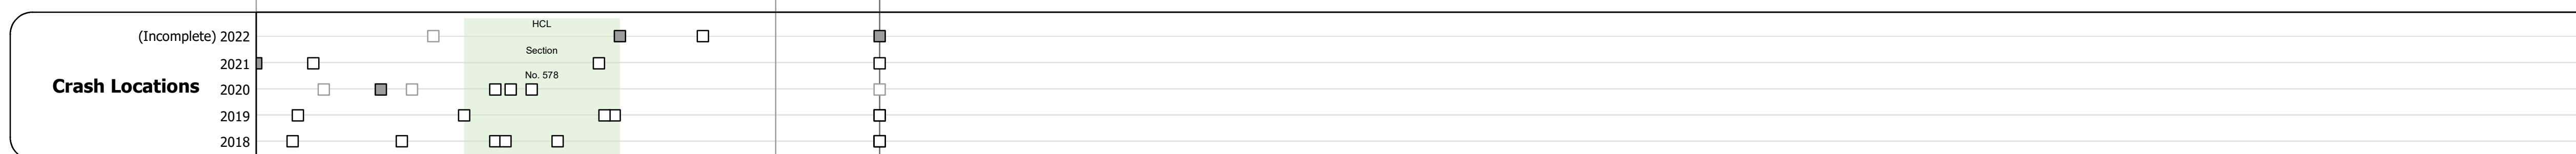 HCL
(Incomplete) 2022
Section
2021
No. 578
Crash Locations
2020
2019
2018